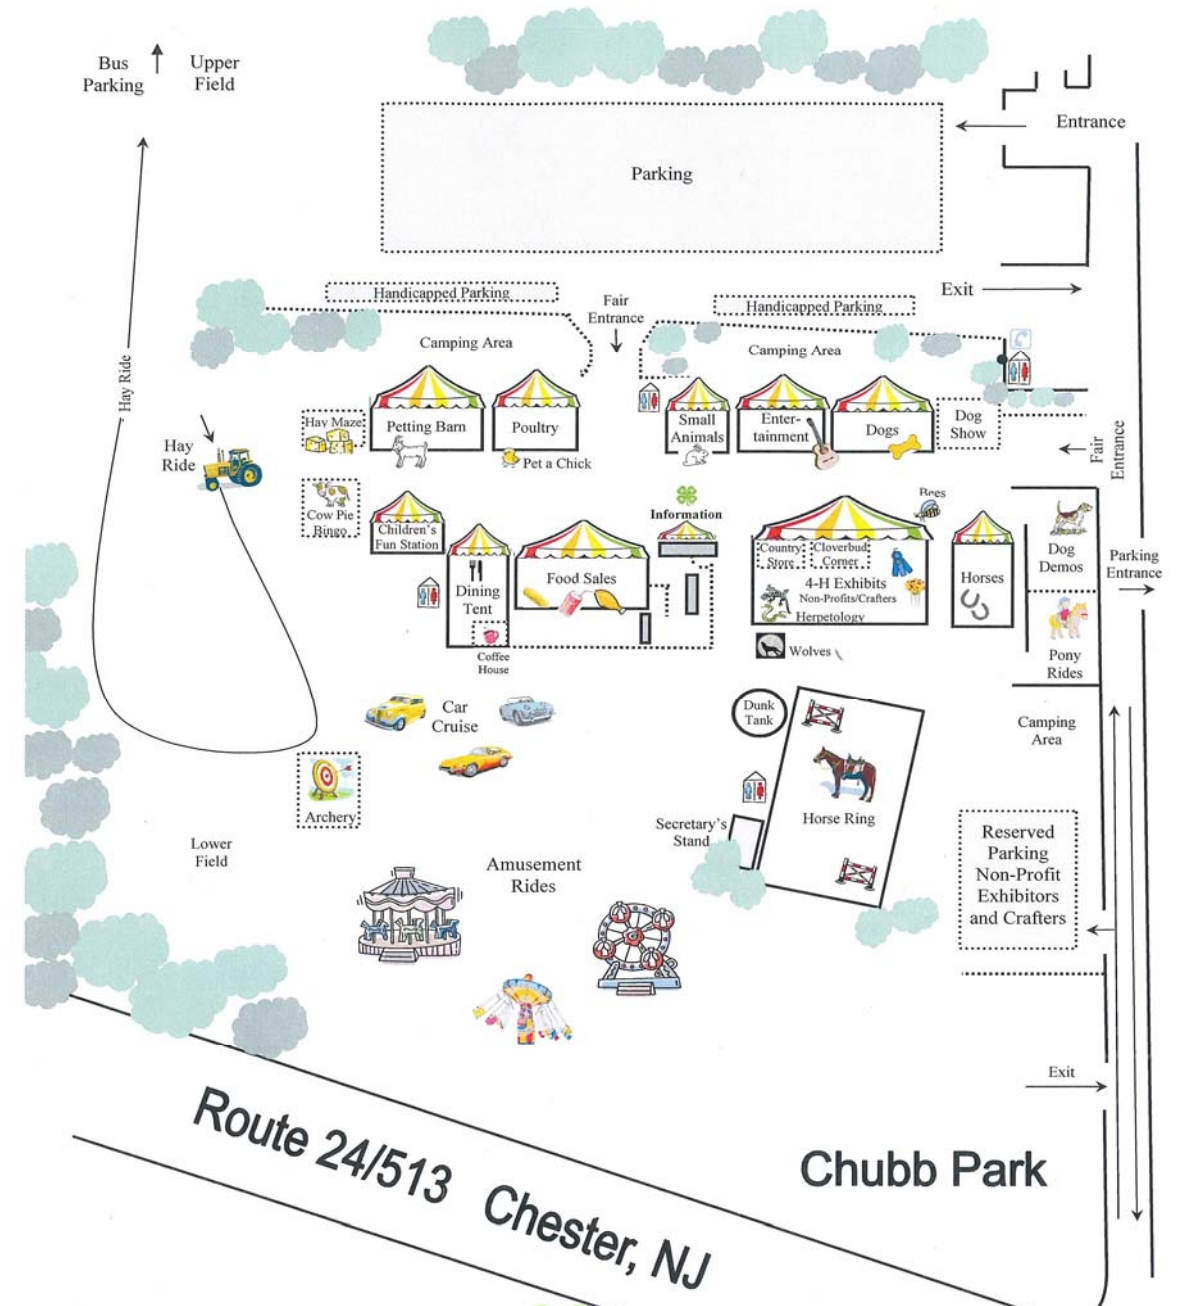 Bus
Parking
Upper
Field
Entrance
Parking
Exit
Handicapped Parking
Fair
Entrance
Handicapped Parking
Camping Area
Camping Area
Hay Ride
Hay Maze
Petting Barn
Poultry
Small
Animals
Enter-
tainment
Dogs
Dog
Show
Fair
Entrance
Hay
Ride
Pet a Chick
Cow Pie
Bingo
Children's
Fun Station
Information
Bees
Dining
Tent
Food Sales
Country
Store
Cloverbud
Corner
4-H Exhibits
Non-Profits/Crafters
Herpetology
Horses
Dog
Demos
Parking
Entrance
Coffee
House
Wolves
Pony
Rides
Car
Cruise
Dunk
Tank
Camping
Area
Archery
Secretary's
Stand
Horse Ring
Reserved
Parking
Non-Profit
Exhibitors
and Crafters
Lower
Field
Amusement
Rides
Exit
Route 24/513 Chester, NJ
Chubb Park